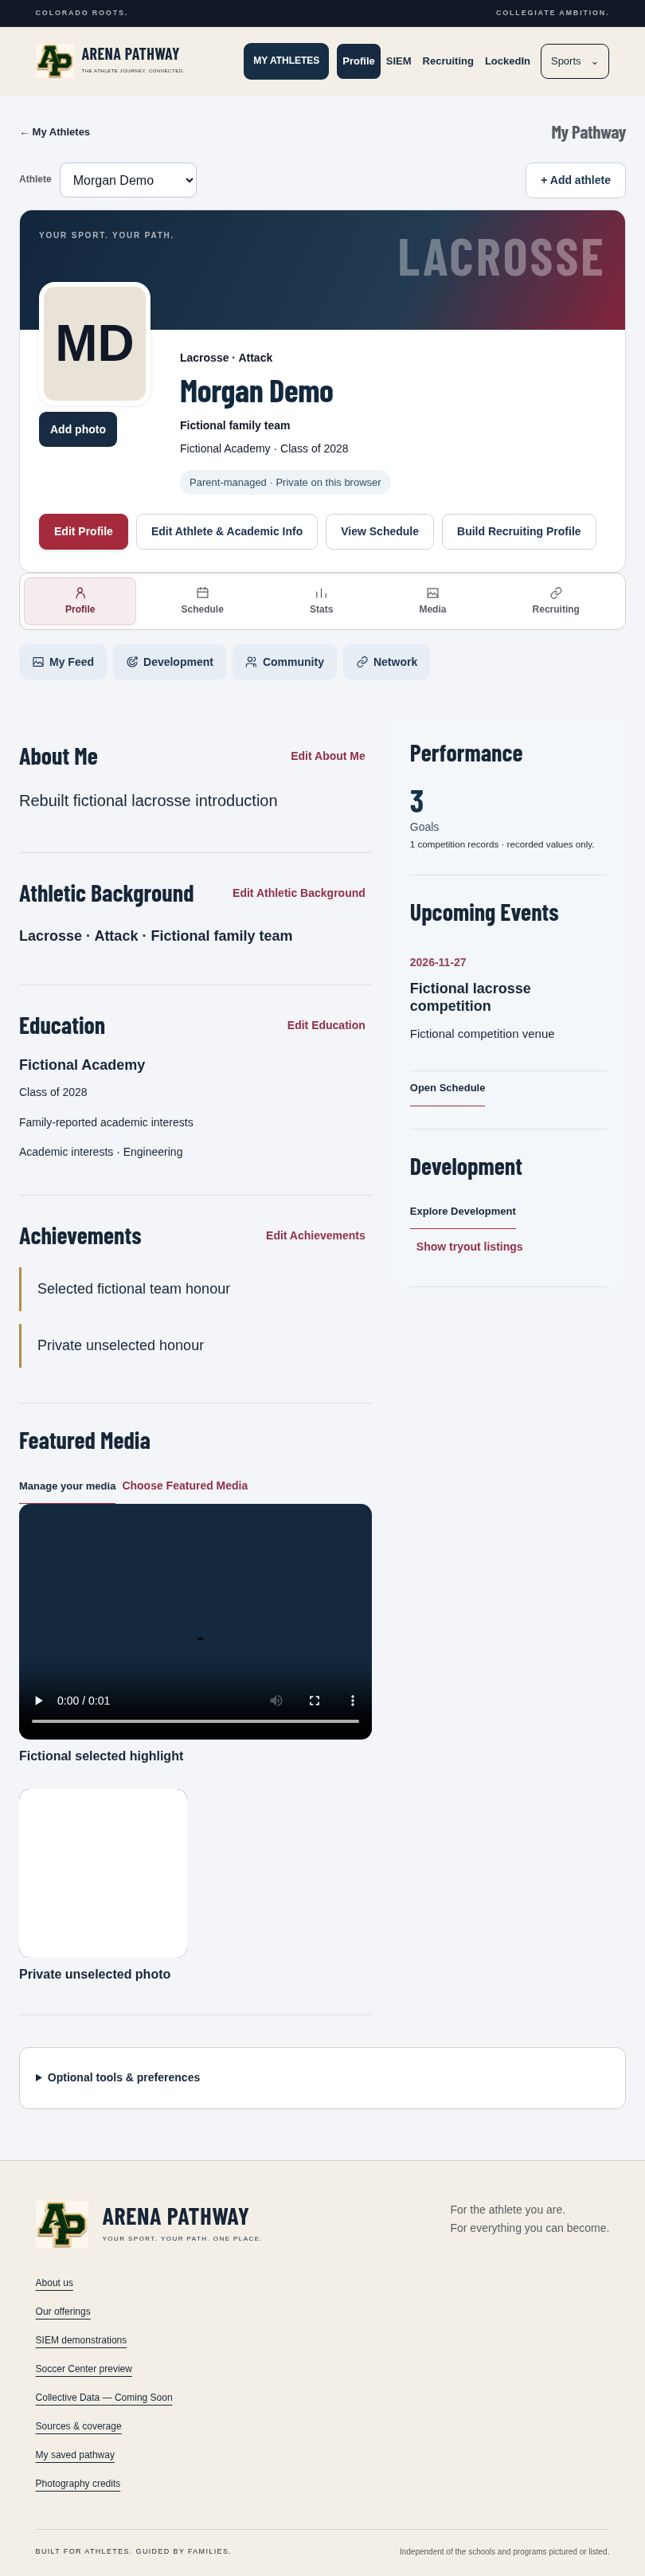 COLORADO ROOTS.
COLLEGIATE AMBITION.
AP
ARENA PATHWAY
THE ATHLETE JOURNEY. CONNECTED.
MY ATHLETES
Profile
SIEM
Recruiting
LockedIn
Sports
← My Athletes
My Pathway
Athlete
Morgan Demo
+ Add athlete
YOUR SPORT. YOUR PATH.
LACROSSE
MD
Add photo
Lacrosse · Attack
Morgan Demo
Fictional family team
Fictional Academy · Class of 2028
Parent-managed · Private on this browser
Edit Profile
Edit Athlete & Academic Info
View Schedule
Build Recruiting Profile
Profile
Schedule
Stats
Media
Recruiting
My Feed
Development
Community
Network
About Me
Edit About Me
Rebuilt fictional lacrosse introduction
Athletic Background
Edit Athletic Background
Lacrosse · Attack · Fictional family team
Education
Edit Education
Fictional Academy
Class of 2028
Family-reported academic interests
Academic interests · Engineering
Achievements
Edit Achievements
Selected fictional team honour
Private unselected honour
Featured Media
Manage your media
Choose Featured Media
0:00 / 0:01
Fictional selected highlight
Private unselected photo
Performance
3
Goals
1 competition records · recorded values only.
Upcoming Events
2026-11-27
Fictional lacrosse
competition
Fictional competition venue
Open Schedule
Development
Explore Development
Show tryout listings
Optional tools & preferences
AP
ARENA PATHWAY
YOUR SPORT. YOUR PATH. ONE PLACE.
For the athlete you are.
For everything you can become.
About us
Our offerings
SIEM demonstrations
Soccer Center preview
Collective Data — Coming Soon
Sources & coverage
My saved pathway
Photography credits
BUILT FOR ATHLETES. GUIDED BY FAMILIES.
Independent of the schools and programs pictured or listed.